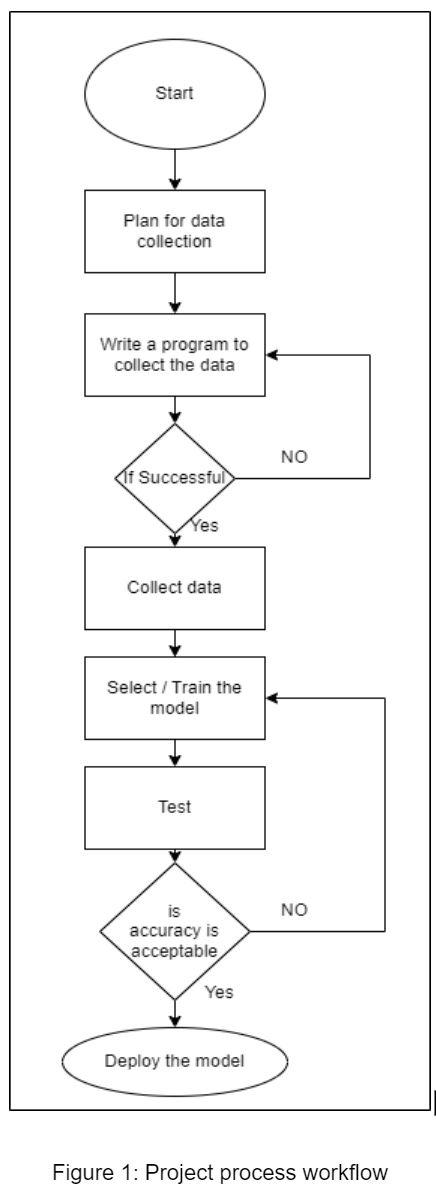 Start
Plan for data
collection
Write a program to
collect the data
If Successful
NO
Yes
Collect data
Select / Train the
model
Test
is
accuracy is
acceptable
NO
Yes
Deploy the model
Figure 1: Project process workflow